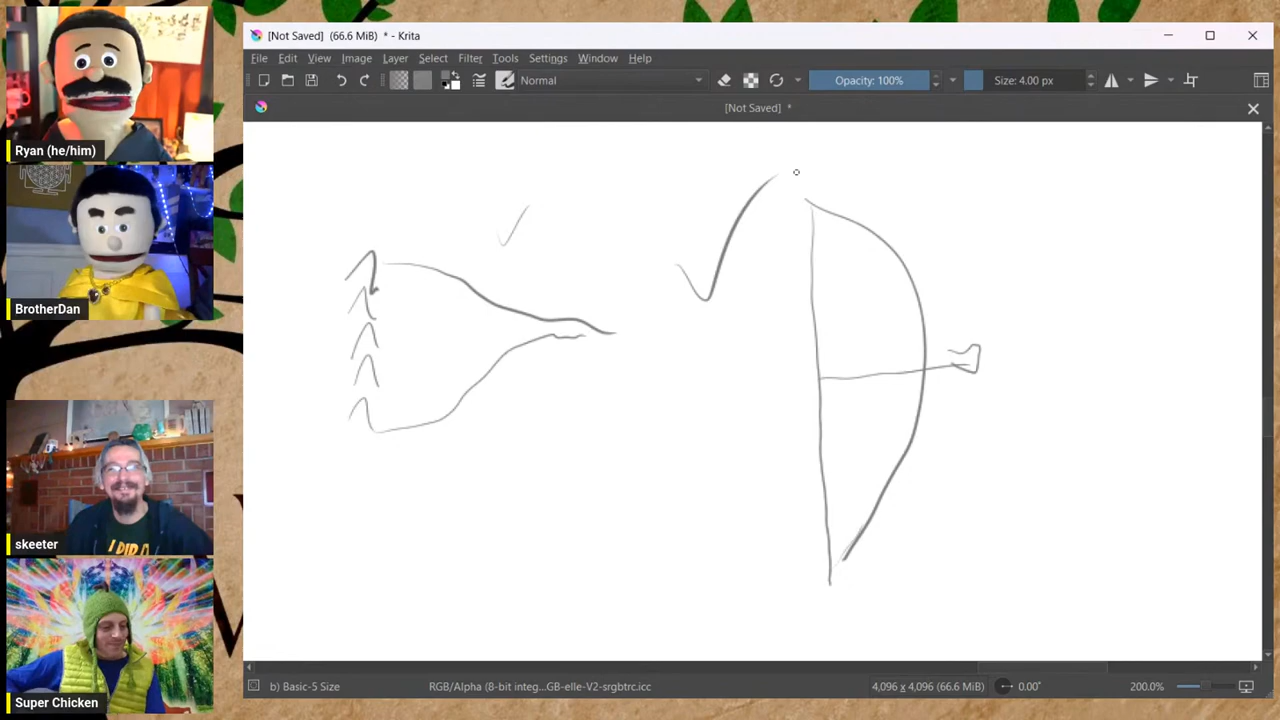 [Not Saved] (66.6 MiB) * - Krita
File Edit View Image Layer Select Filter Tools Settings Window Help
Normal
Opacity: 100%
Size: 4.00 px
[Not Saved] *
Ryan (he/him)
BrotherDan
skeeter
I DID
Super Chicken
b) Basic-5 Size
RGB/Alpha (8-bit integ...GB-elle-V2-srgbtrc.icc
4,096 x 4,096 (66.6 MiB)
0.00°
200.0%